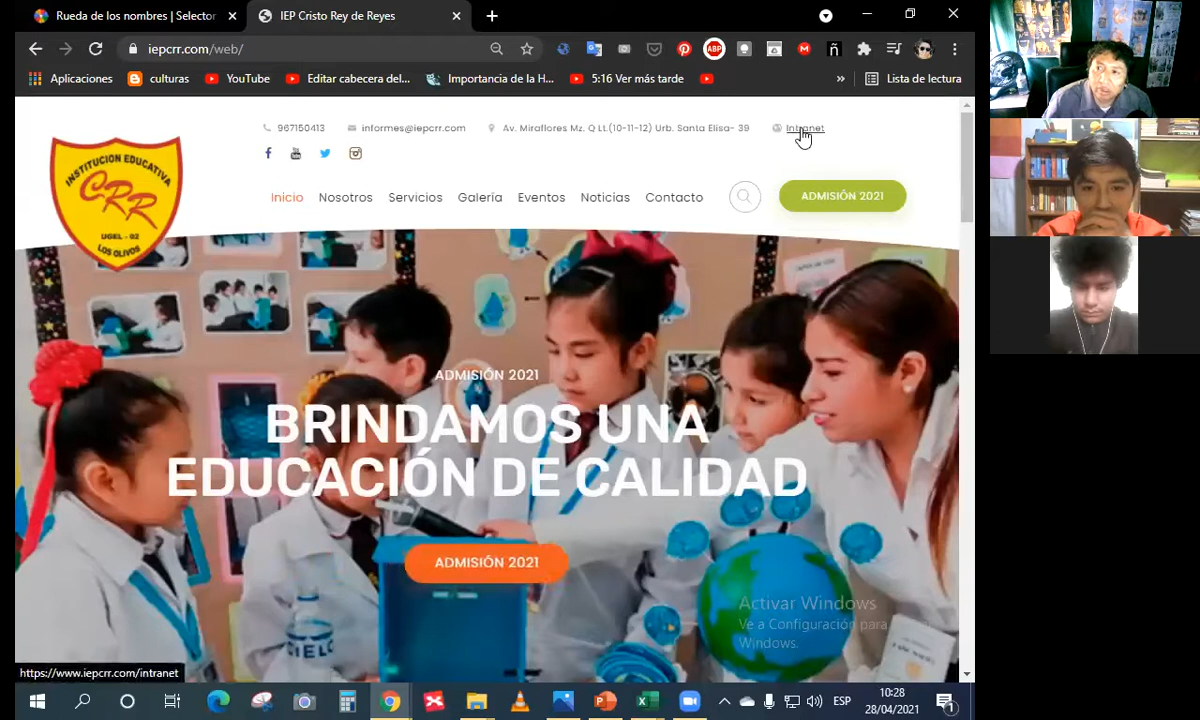 Rueda de los nombres | Selector
IEP Cristo Rey de Reyes
iepcrr.com/web/
ABP
M
ñ
Aplicaciones
culturas
YouTube
Editar cabecera del...
Importancia de la H...
5:16 Ver más tarde
»
Lista de lectura
967150413
informes@iepcrr.com
Av. Miraflores Mz. Q Lt.(10-11-12) Urb. Santa Elisa- 39
Intranet
INSTITUCION EDUCATIVA
CRR
UGEL - 02
LOS OLIVOS
Inicio
Nosotros
Servicios
Galería
Eventos
Noticias
Contacto
ADMISIÓN 2021
ADMISIÓN 2021
BRINDAMOS UNA
EDUCACIÓN DE CALIDAD
ADMISIÓN 2021
Activar Windows
Ve a Configuración para
Windows.
https://www.iepcrr.com/intranet
ESP
10:28
28/04/2021
1